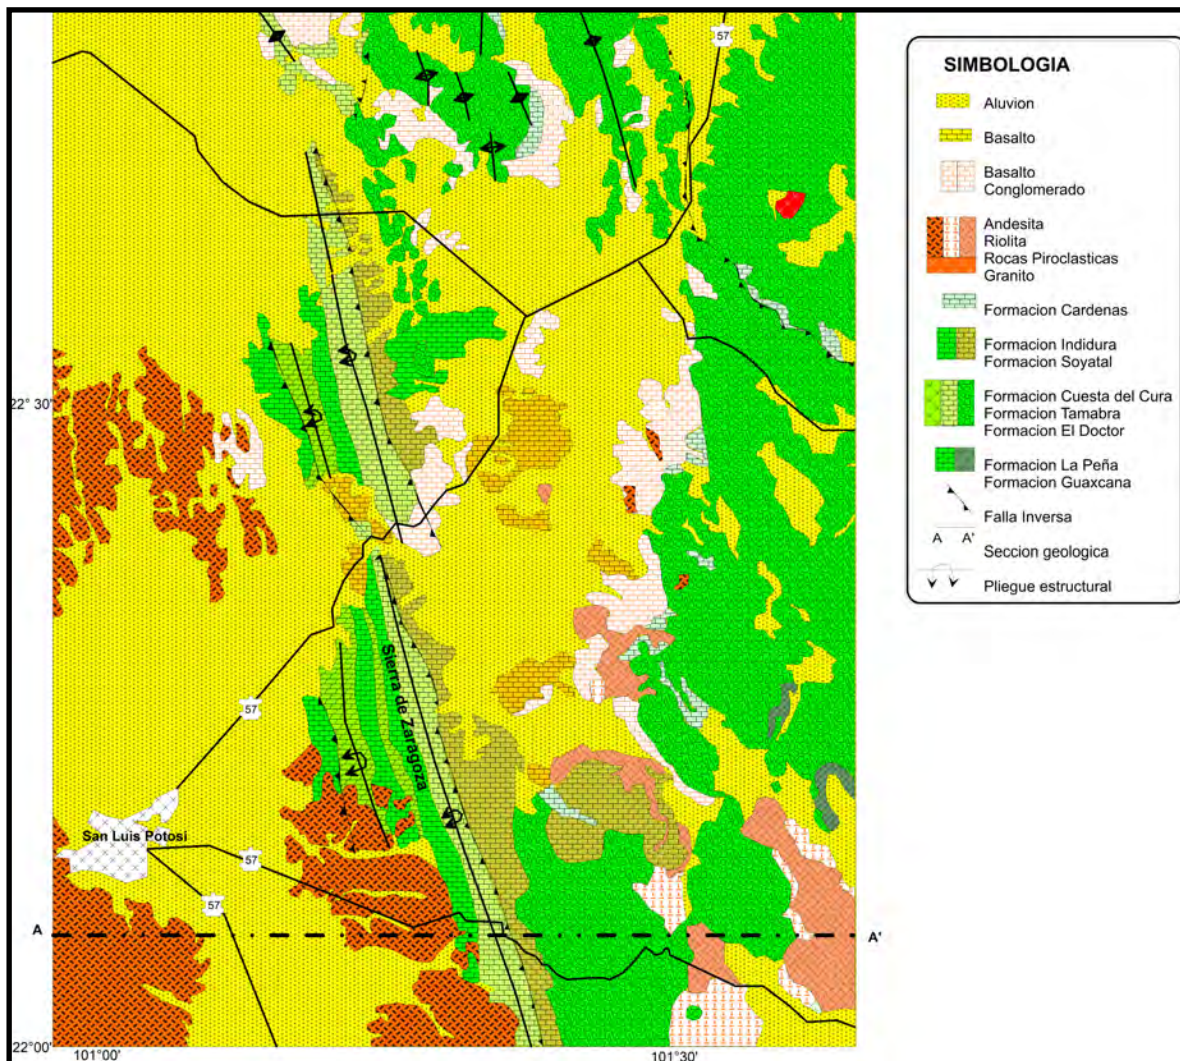 57
SIMBOLOGIA
Aluvion
Basalto
Basalto
Conglomerado
Andesita
Riolita
Rocas Piroclasticas
Granito
Formacion Cardenas
Formacion Indidura
Formacion Soyatal
Formacion Cuesta del Cura
Formacion Tamabra
Formacion El Doctor
Formacion La Peña
Formacion Guaxcana
Falla Inversa
A A'
Seccion geologica
Pliegue estructural
22° 30'
Sierra de Zaragoza
57
San Luis Potosi
57
57
A
A'
22°00'
101°00'
101°30'